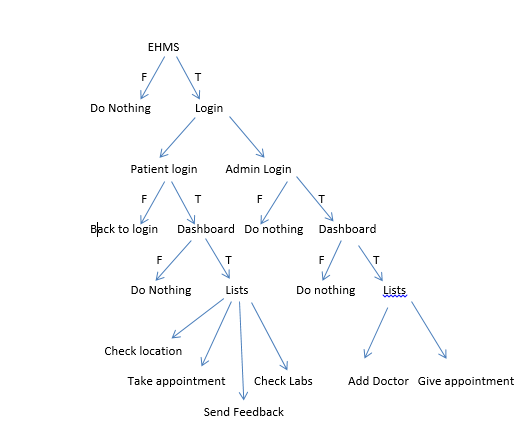 EHMS
F T
Do Nothing Login
Patient login Admin Login
F T F T
Back to login Dashboard Do nothing Dashboard
F T F T
Do Nothing Lists Do nothing Lists
Check location
Take appointment Check Labs Add Doctor Give appointment
Send Feedback